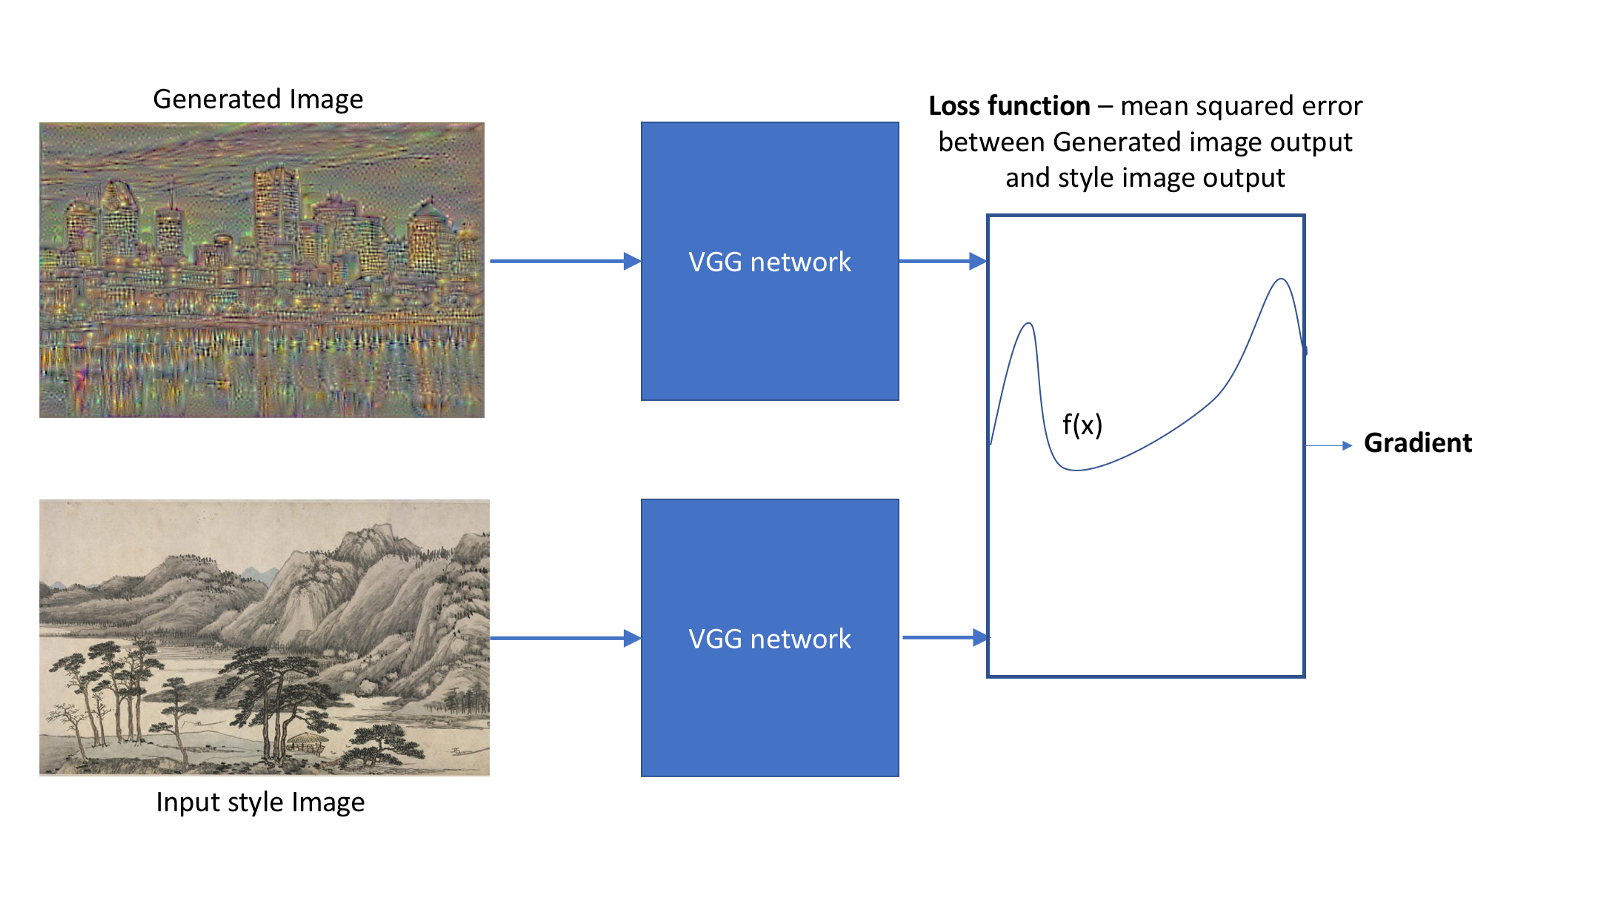 Generated Image
Loss function – mean squared error
between Generated image output
and style image output
VGG network
f(x)
Gradient
VGG network
Input style Image